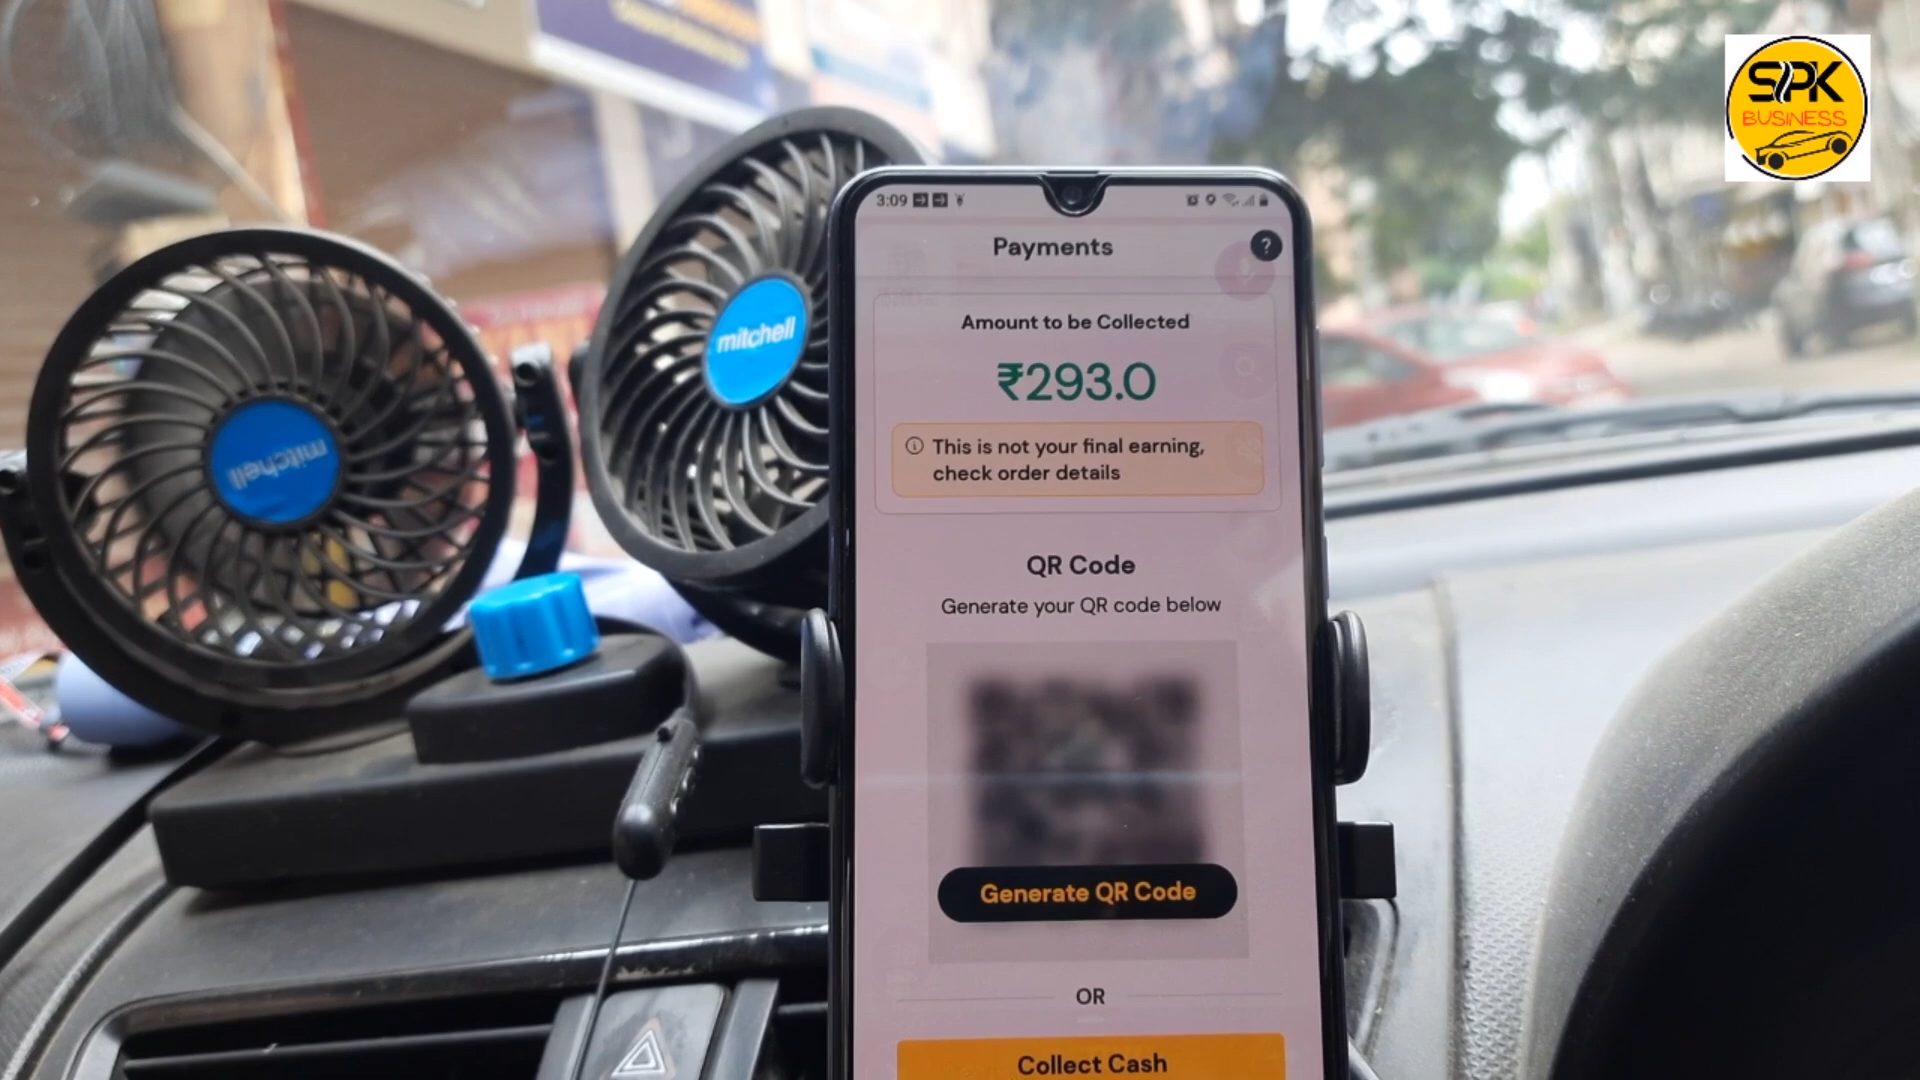 SPK
BUSINESS
mitchell
mitchell
3:09
Payments
?
Amount to be Collected
₹293.0
This is not your final earning,
check order details
QR Code
Generate your QR code below
Generate QR Code
OR
Collect Cash